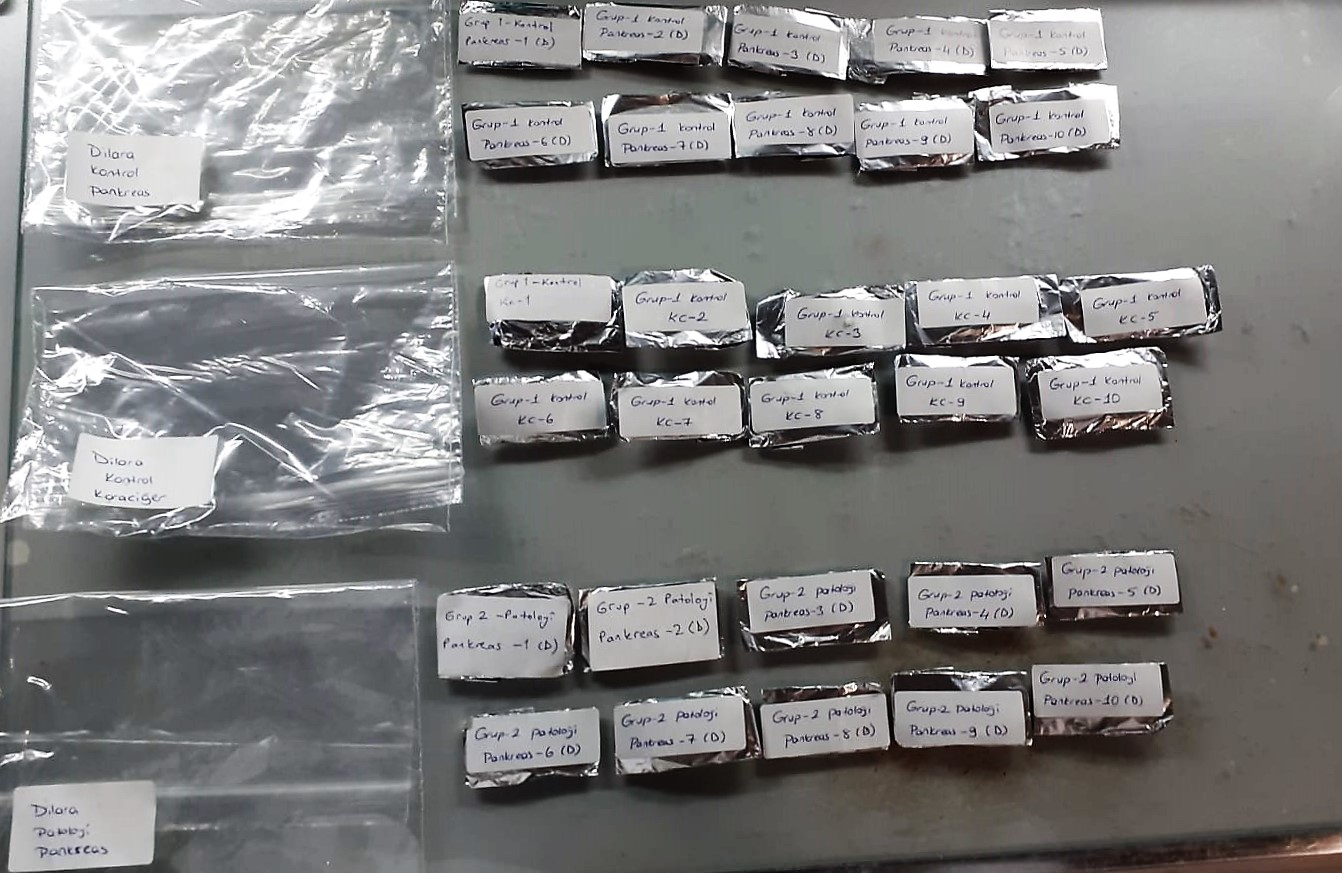 Dilara
Kontrol
Pankreas
Grup 1-Kontrol
Pankreas-1 (D)
Grup-1 Kontrol
Pankreas-2 (D)
Grup-1 Kontrol
Pankreas-3 (D)
Grup-1 Kontrol
Pankreas-4 (D)
Grup-1 Kontrol
Pankreas-5 (D)
Grup-1 Kontrol
Pankreas-6 (D)
Grup-1 Kontrol
Pankreas-7 (D)
Grup-1 Kontrol
Pankreas-8 (D)
Grup-1 Kontrol
Pankreas-9 (D)
Grup-1 Kontrol
Pankreas-10 (D)
Dilara
Kontrol
Karaciğer
Grup 1-Kontrol
Kc-1
Grup-1 Kontrol
KC-2
Grup-1 Kontrol
KC-3
Grup-1 Kontrol
KC-4
Grup-1 Kontrol
KC-5
Grup-1 Kontrol
KC-6
Grup-1 Kontrol
KC-7
Grup-1 Kontrol
KC-8
Grup-1 Kontrol
KC-9
Grup-1 Kontrol
KC-10
Dilara
Patoloji
Pankreas
Grup 2 -Patoloji
Pankreas -1 (D)
Grup -2 Patoloji
Pankreas -2 (D)
Grup-2 Patoloji
Pankreas-3 (D)
Grup-2 Patoloji
Pankreas-4 (D)
Grup-2 Patoloji
Pankreas-5 (D)
Grup-2 Patoloji
Pankreas-6 (D)
Grup-2 Patoloji
Pankreas-7 (D)
Grup-2 Patoloji
Pankreas-8 (D)
Grup-2 Patoloji
Pankreas-9 (D)
Grup-2 Patoloji
Pankreas-10 (D)